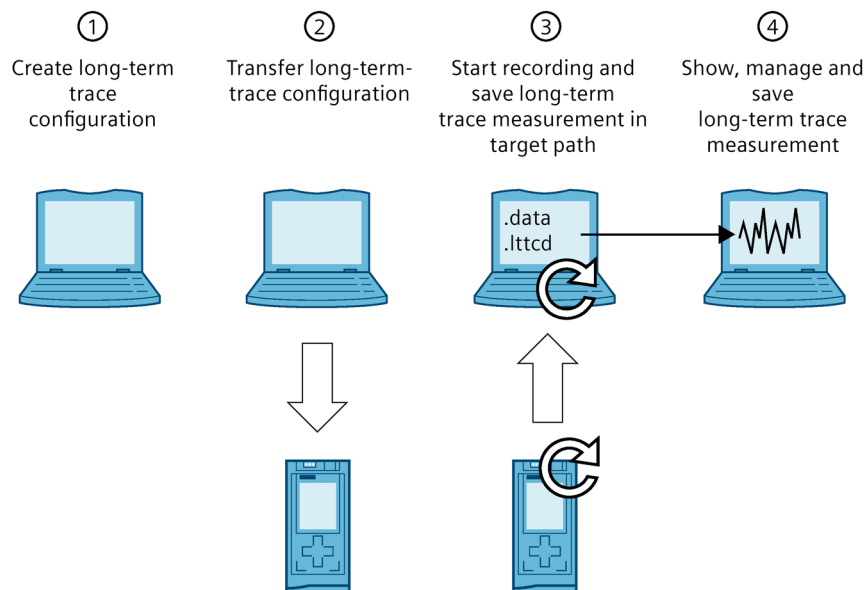 1
Create long-term
trace
configuration
2
Transfer long-term-
trace configuration
3
Start recording and
save long-term
trace measurement in
target path
4
Show, manage and
save
long-term trace
measurement
.data
.lttcd